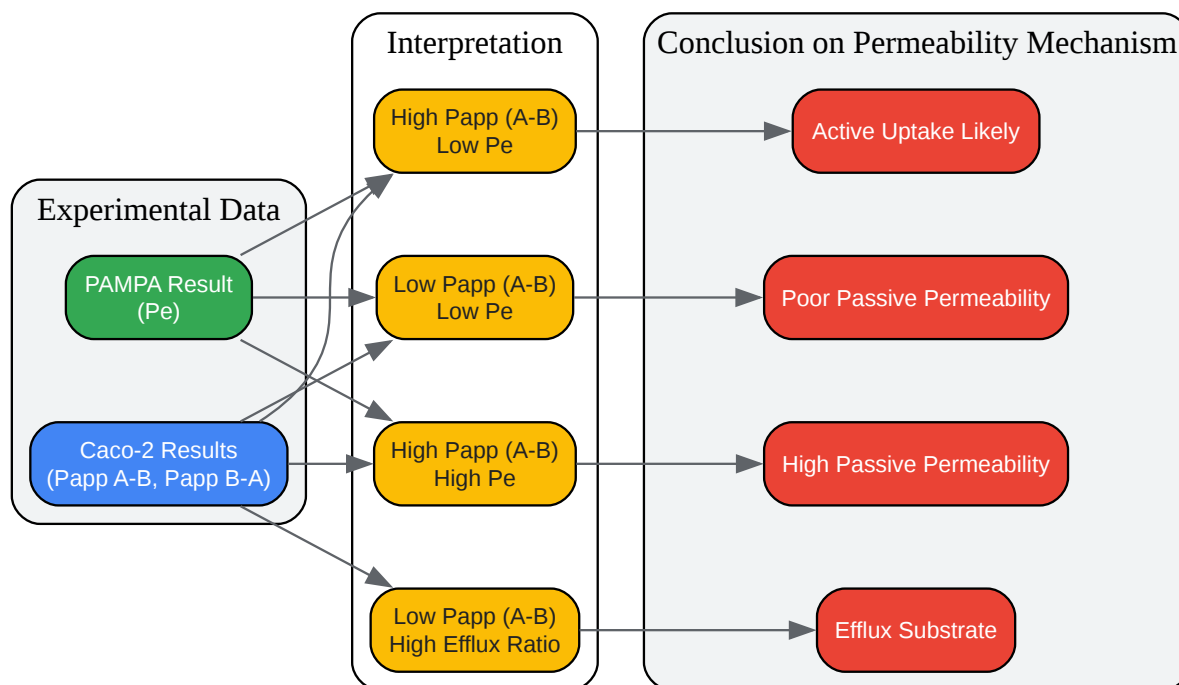 Experimental Data
PAMPA Result
(Pe)
Caco-2 Results
(Papp A-B, Papp B-A)
Interpretation
High Papp (A-B)
Low Pe
Low Papp (A-B)
Low Pe
High Papp (A-B)
High Pe
Low Papp (A-B)
High Efflux Ratio
Conclusion on Permeability Mechanism
Active Uptake Likely
Poor Passive Permeability
High Passive Permeability
Efflux Substrate